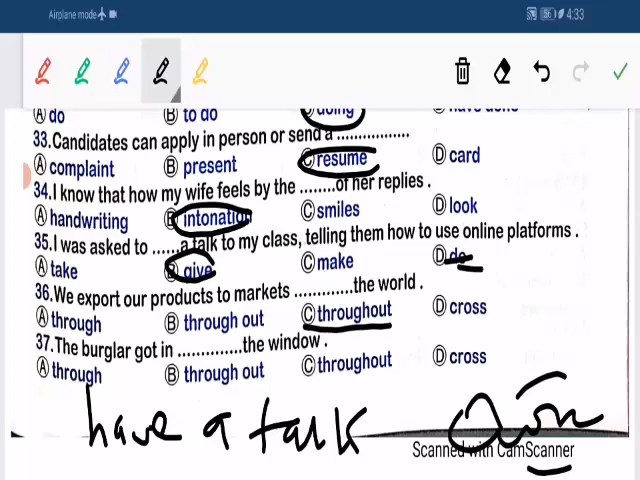 Airplane mode 56 4:33
Ⓐ do Ⓑ to do Ⓒ doing Ⓓ have done
33.Candidates can apply in person or send a .................
Ⓐ complaint Ⓑ present Ⓒ resume Ⓓ card
34.I know that how my wife feels by the ........of her replies .
Ⓐ handwriting Ⓑ intonation Ⓒ smiles Ⓓ look
35.I was asked to ......a talk to my class, telling them how to use online platforms .
Ⓐ take Ⓑ give Ⓒ make Ⓓ do
36.We export our products to markets .............the world .
Ⓐ through Ⓑ through out Ⓒ throughout Ⓓ cross
37.The burglar got in ..............the window .
Ⓐ through Ⓑ through out Ⓒ throughout Ⓓ cross
have a talk
Scanned with CamScanner